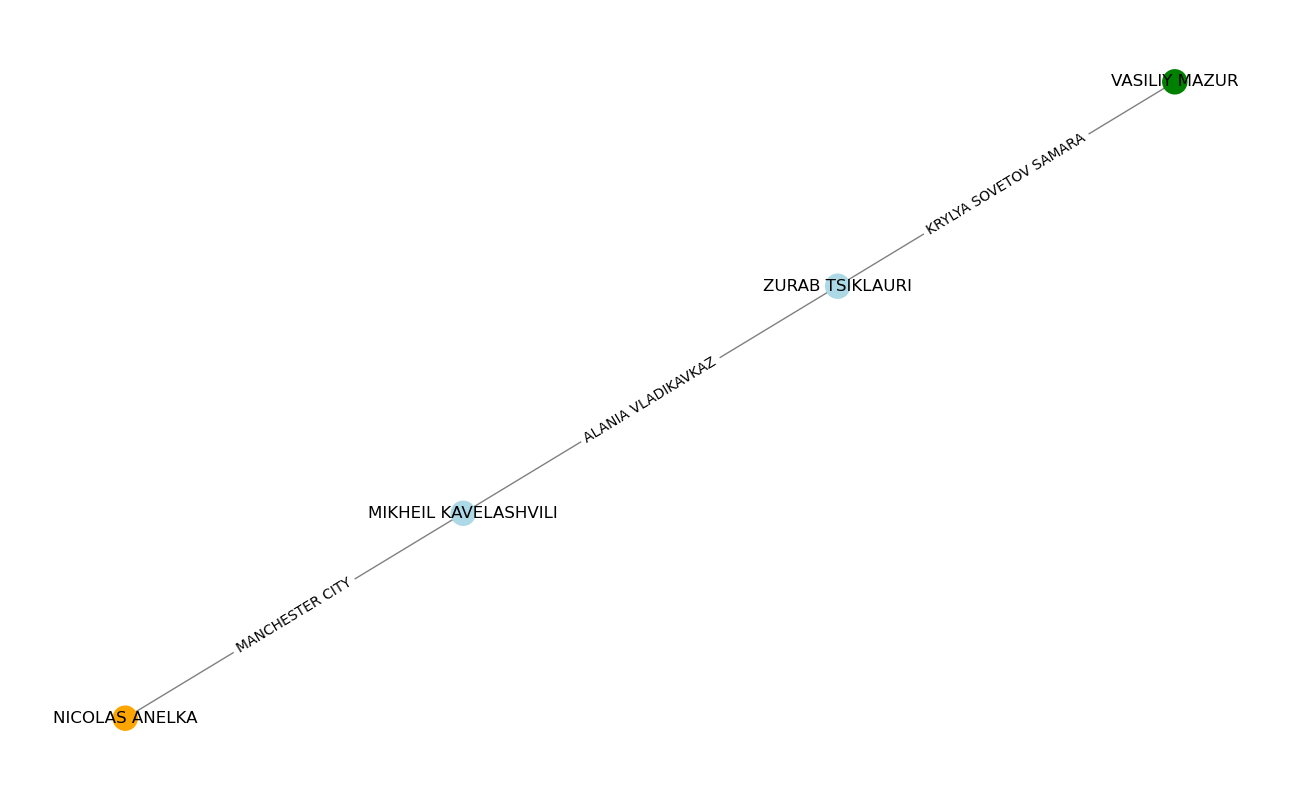 VASILIY MAZUR
KRYLYA SOVETOV SAMARA
ZURAB TSIKLAURI
ALANIA VLADIKAVKAZ
MIKHEIL KAVELASHVILI
MANCHESTER CITY
NICOLAS ANELKA